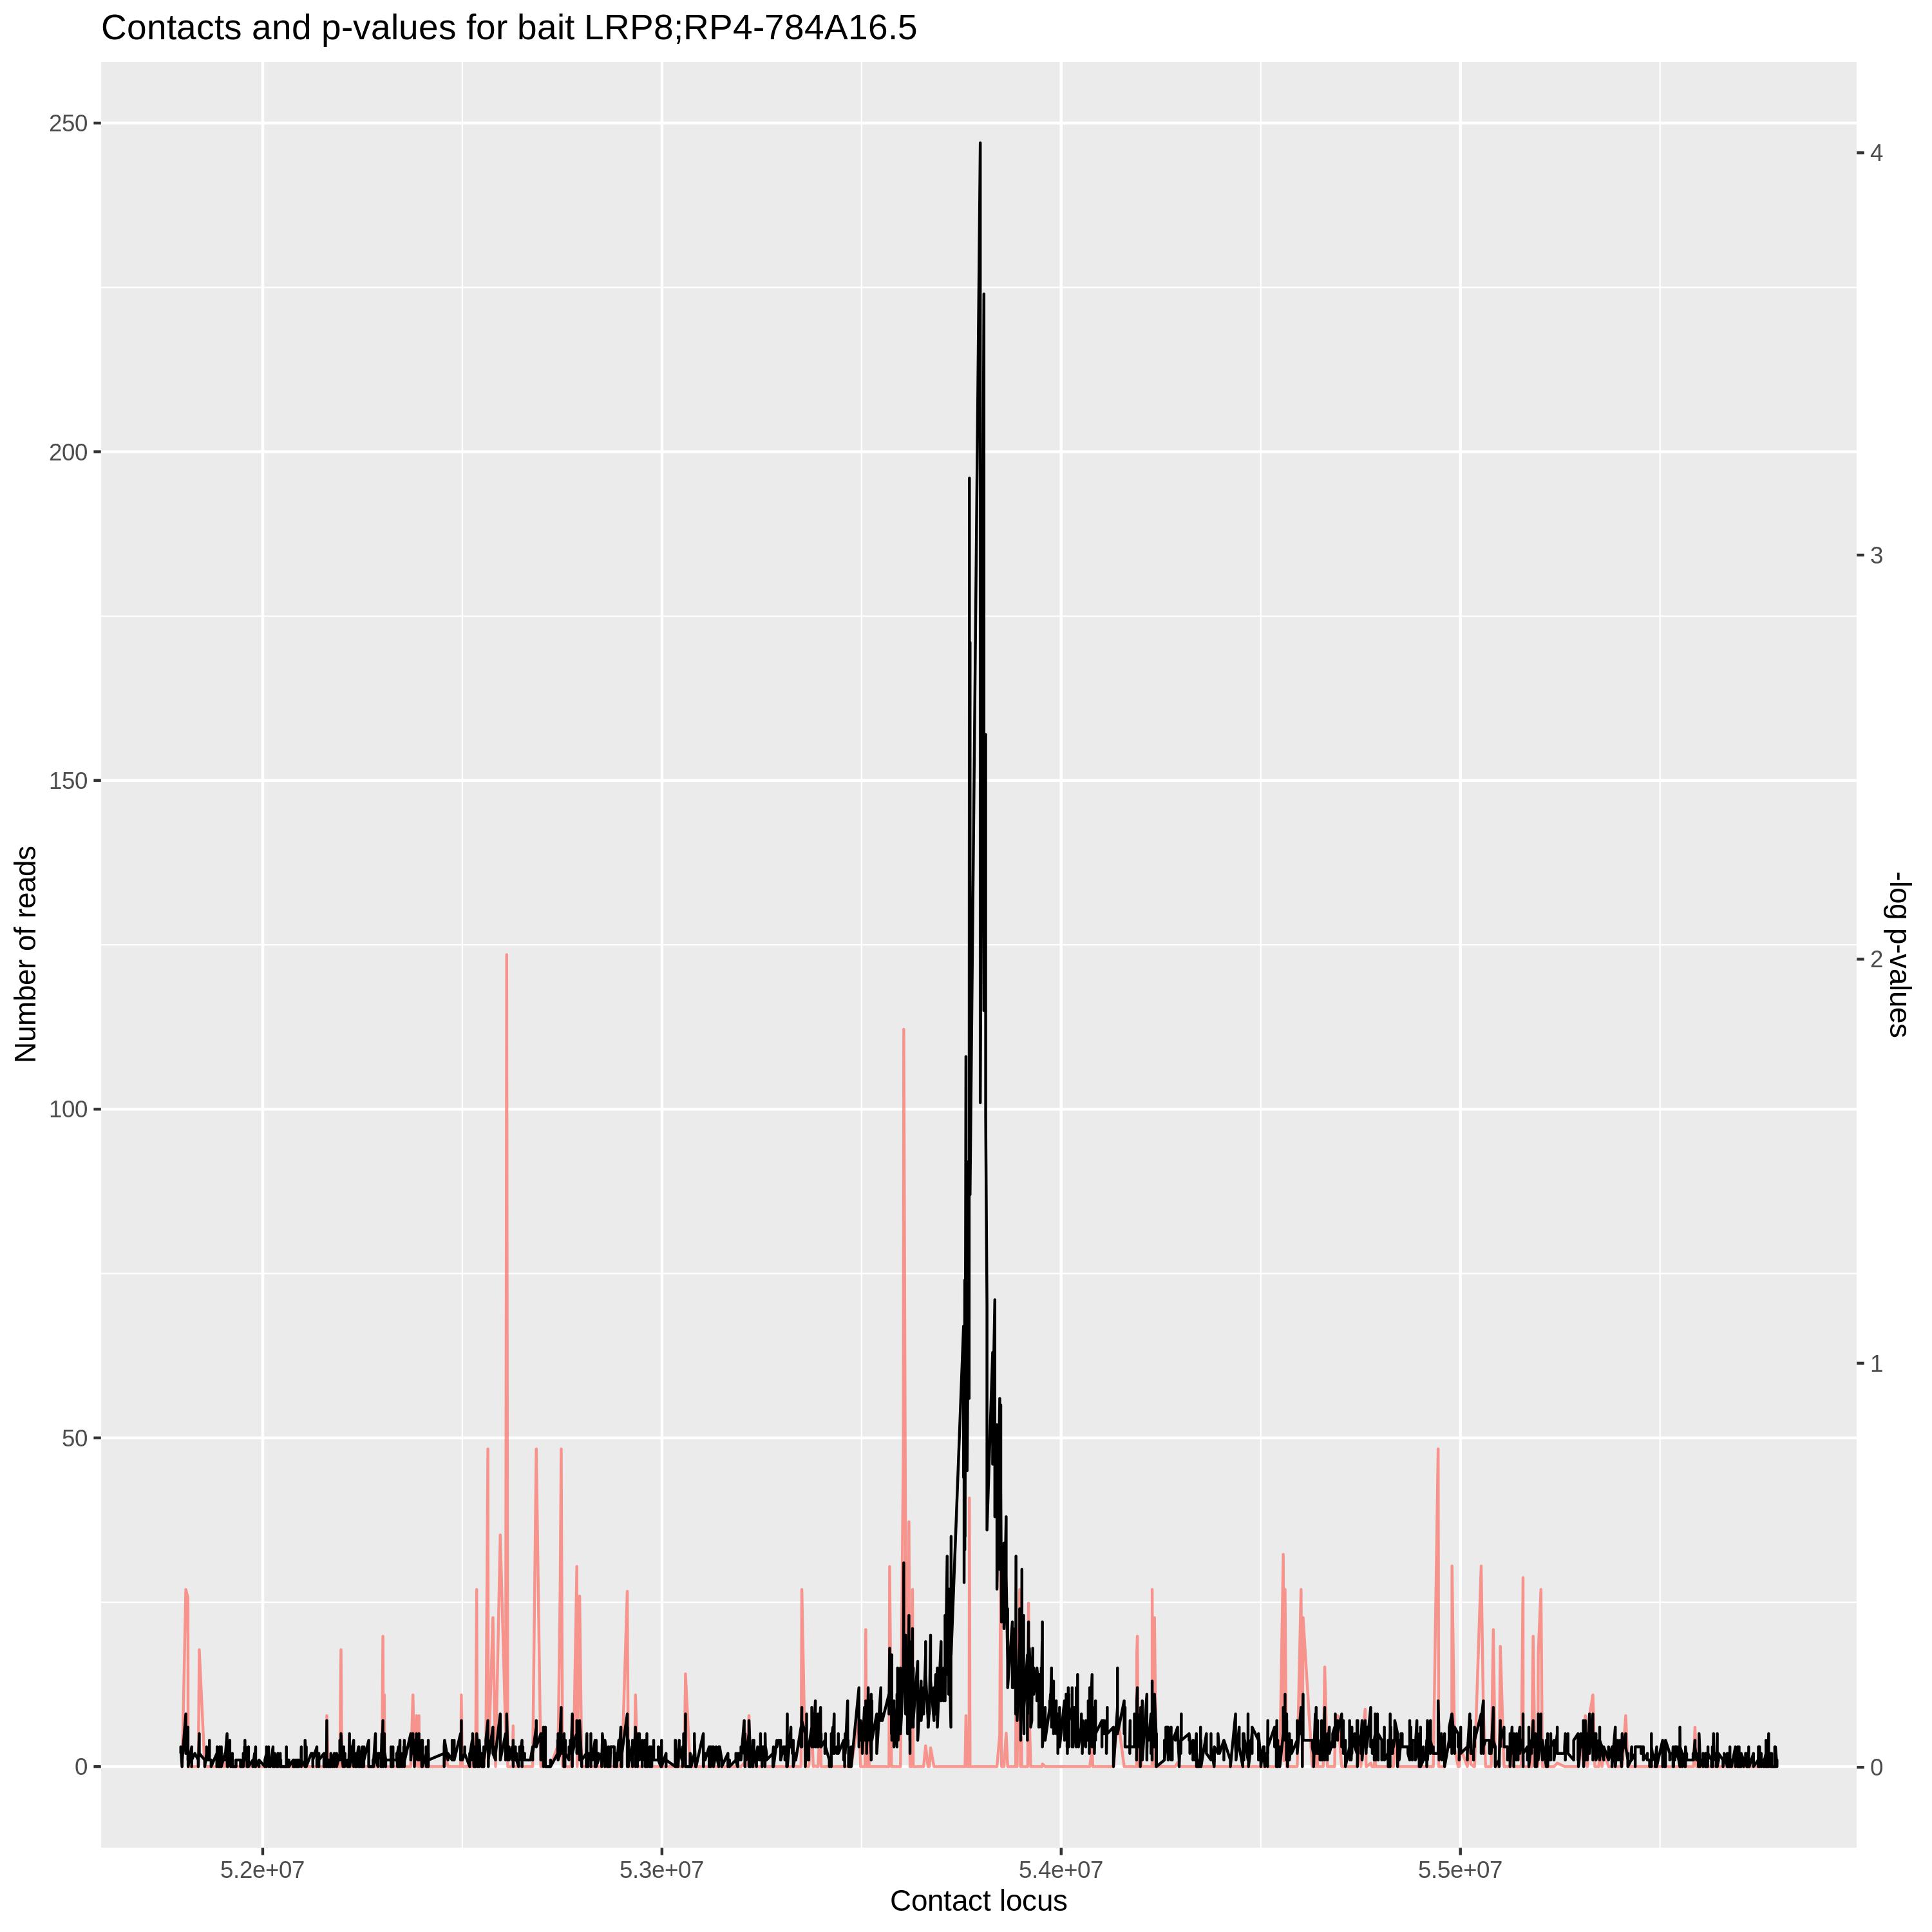 Contacts and p-values for bait LRP8;RP4-784A16.5
250
200
150
100
50
0
Number of reads
4
3
2
1
0
-log p-values
5.2e+07
5.3e+07
5.4e+07
5.5e+07
Contact locus